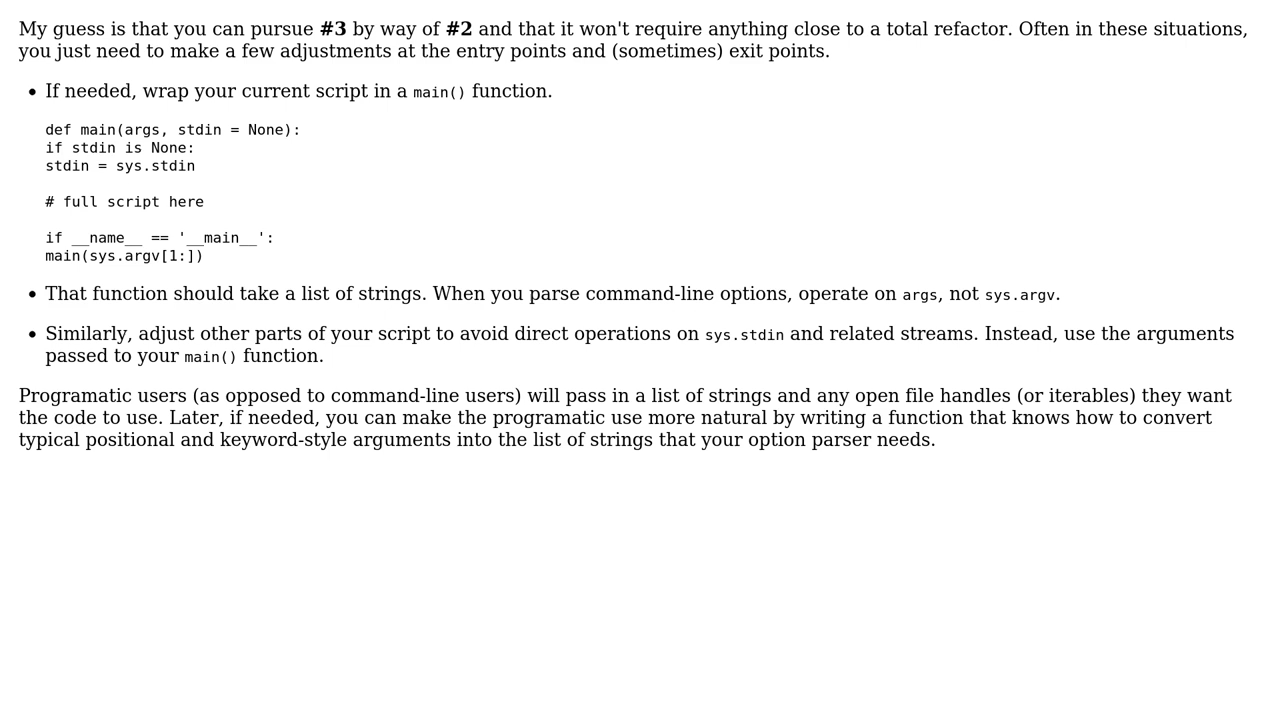 My guess is that you can pursue #3 by way of #2 and that it won't require anything close to a total refactor. Often in these situations,
you just need to make a few adjustments at the entry points and (sometimes) exit points.
• If needed, wrap your current script in a main() function.
def main(args, stdin = None):
if stdin is None:
stdin = sys.stdin
# full script here
if __name__ == '__main__':
main(sys.argv[1:])
• That function should take a list of strings. When you parse command-line options, operate on args, not sys.argv.
• Similarly, adjust other parts of your script to avoid direct operations on sys.stdin and related streams. Instead, use the arguments
passed to your main() function.
Programatic users (as opposed to command-line users) will pass in a list of strings and any open file handles (or iterables) they want
the code to use. Later, if needed, you can make the programatic use more natural by writing a function that knows how to convert
typical positional and keyword-style arguments into the list of strings that your option parser needs.